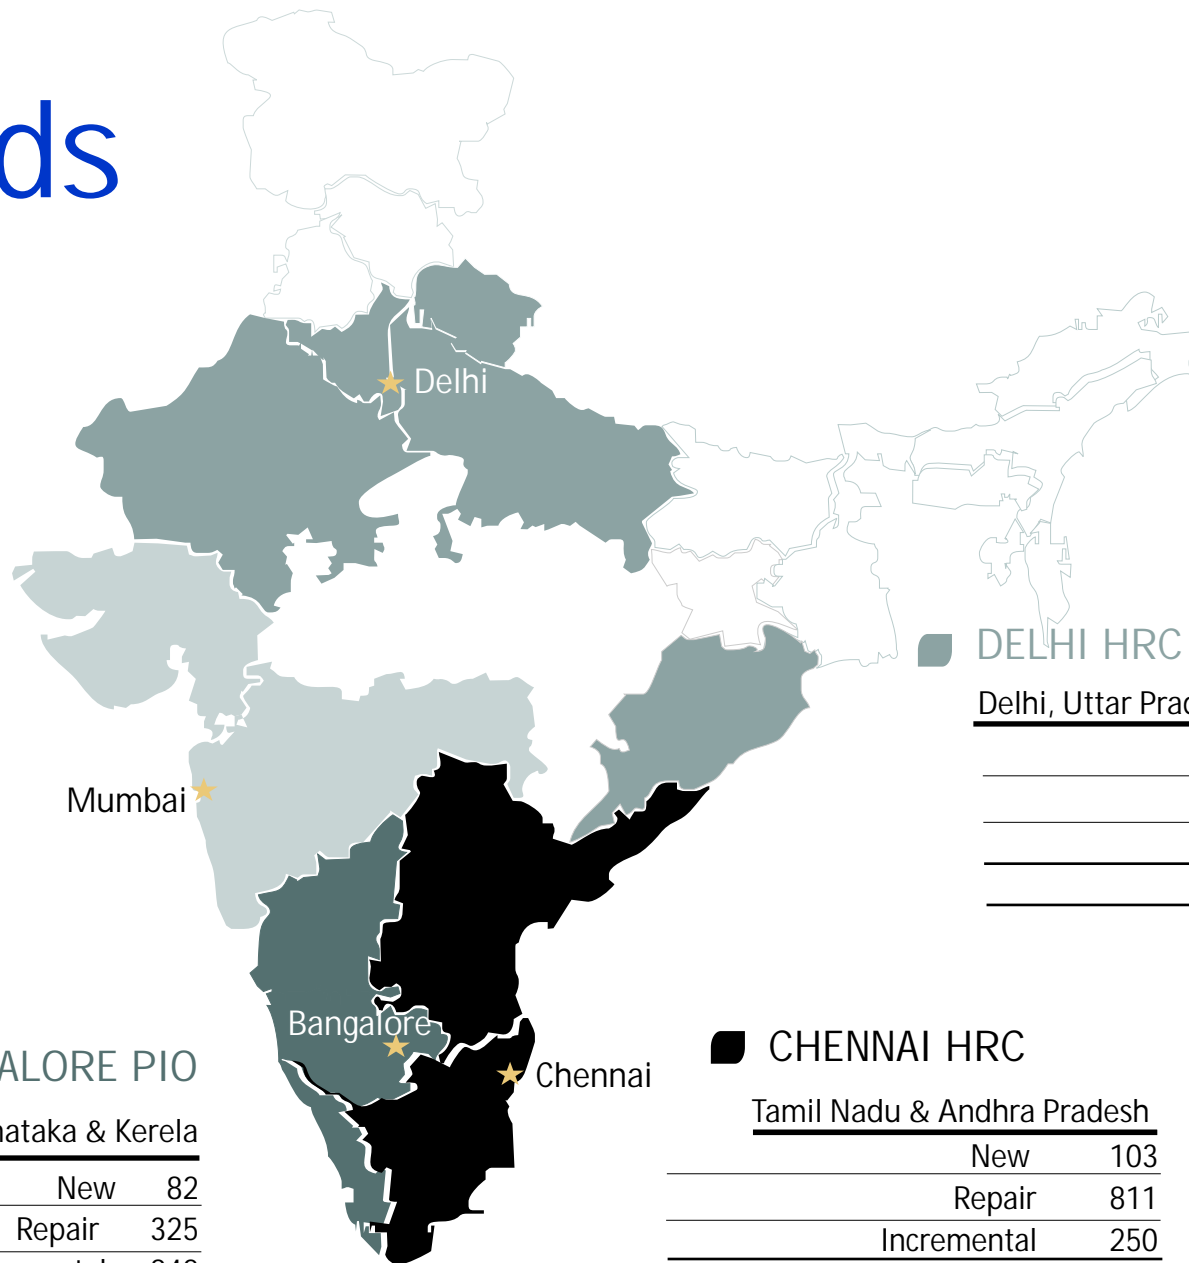 ds
Delhi
DELHI HRC
Delhi, Uttar
Mumbai
Bangalore
CHENNAI HRC
Chennai
ALORE PIO
Tamil Nadu & Andhra Pradesh
nataka & Kerela
New 103
New 82
Repair 811
Repair 325
Incremental 250